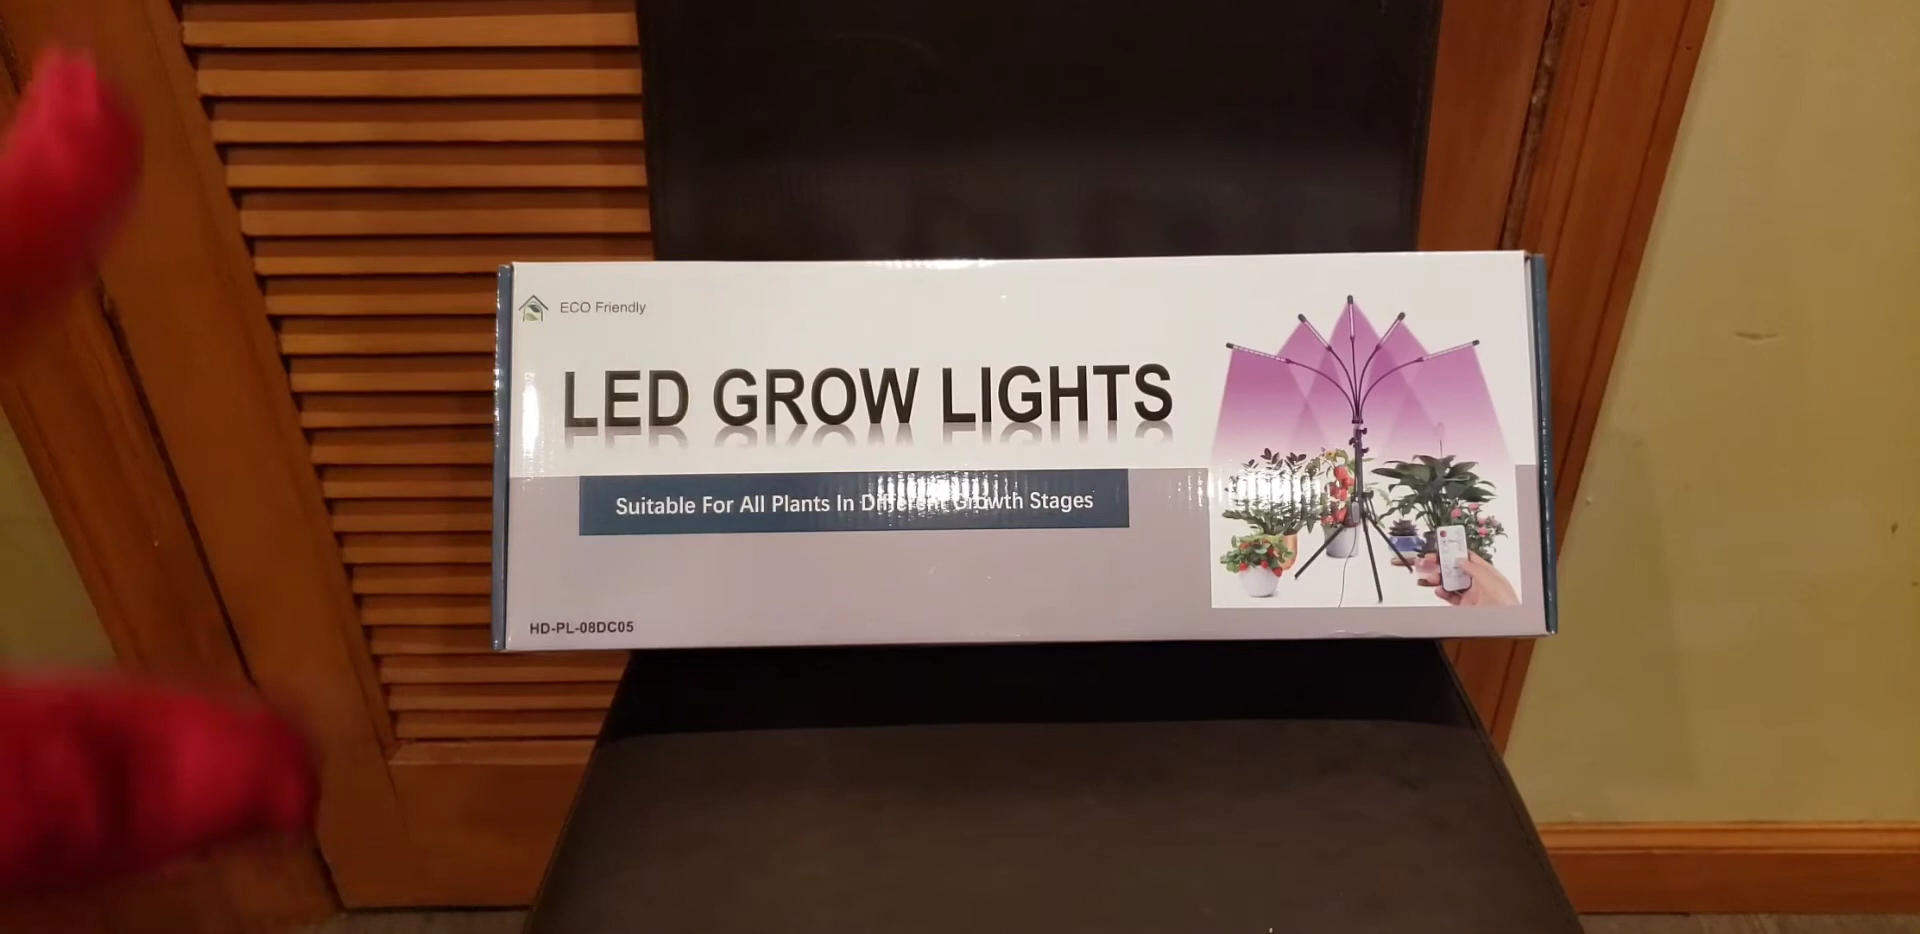 ECO Friendly
LED GROW LIGHTS
Suitable For All Plants In Different Growth Stages
HD-PL-08DC05